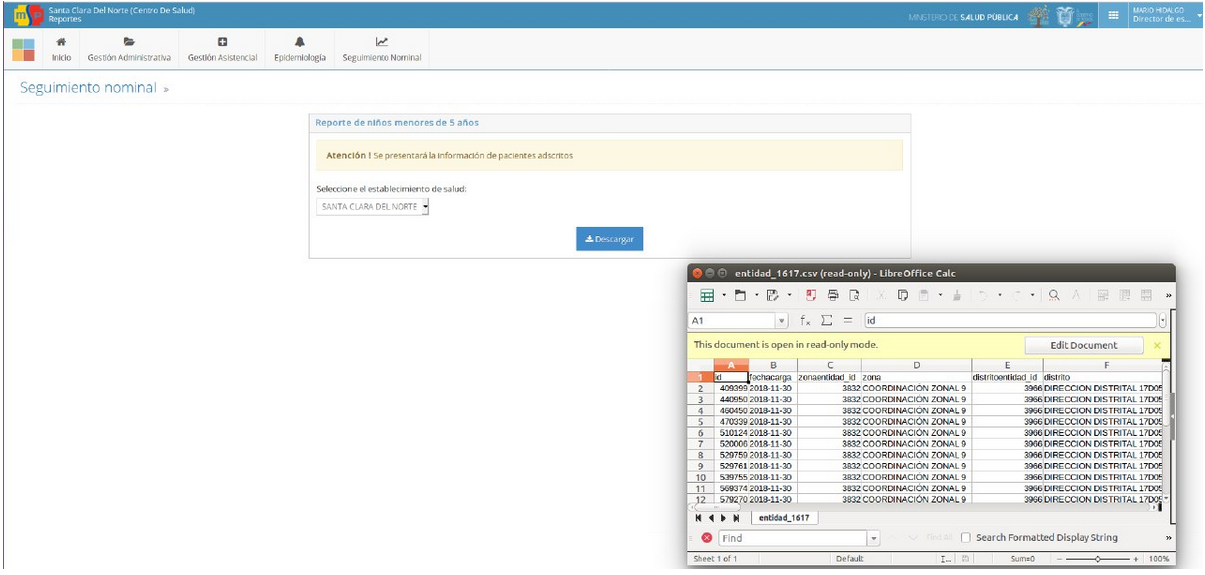 Santa Clara Del Norte (Centro De Salud)
Reportes
MINISTERIO DE SALUD PÚBLICA
MARIO HIDALGO
Director de es...
Inicio
Gestión Administrativa
Gestión Asistencial
Epidemiología
Seguimiento Nominal
Seguimiento nominal »
Reporte de niños menores de 5 años
Atención ! Se presentará la información de pacientes adscritos
Seleccione el establecimiento de salud:
SANTA CLARA DEL NORTE
Descargar
entidad_1617.csv (read-only) - LibreOffice Calc
A1
id
This document is open in read-only mode.
Edit Document
A B C D E F
1 id fechacarga zonaentidad_id zona distritoentidad_id distrito
2 409399 2018-11-30 3832 COORDINACIÓN ZONAL 9 3966 DIRECCION DISTRITAL 17D05
3 440950 2018-11-30 3832 COORDINACIÓN ZONAL 9 3966 DIRECCION DISTRITAL 17D05
4 460450 2018-11-30 3832 COORDINACIÓN ZONAL 9 3966 DIRECCION DISTRITAL 17D05
5 470339 2018-11-30 3832 COORDINACIÓN ZONAL 9 3966 DIRECCION DISTRITAL 17D05
6 510124 2018-11-30 3832 COORDINACIÓN ZONAL 9 3966 DIRECCION DISTRITAL 17D05
7 520006 2018-11-30 3832 COORDINACIÓN ZONAL 9 3966 DIRECCION DISTRITAL 17D05
8 529759 2018-11-30 3832 COORDINACIÓN ZONAL 9 3966 DIRECCION DISTRITAL 17D05
9 529761 2018-11-30 3832 COORDINACIÓN ZONAL 9 3966 DIRECCION DISTRITAL 17D05
10 539755 2018-11-30 3832 COORDINACIÓN ZONAL 9 3966 DIRECCION DISTRITAL 17D05
11 569374 2018-11-30 3832 COORDINACIÓN ZONAL 9 3966 DIRECCION DISTRITAL 17D05
12 579270 2018-11-30 3832 COORDINACIÓN ZONAL 9 3966 DIRECCION DISTRITAL 17D05
entidad_1617
Find
Find All
Search Formatted Display String
Sheet 1 of 1
Default
Sum=0
100%